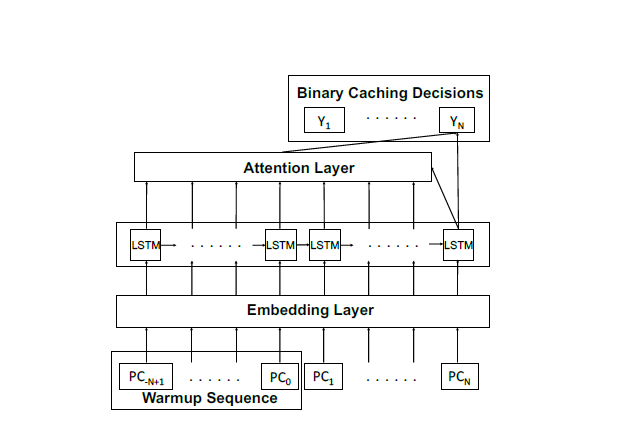 Binary Caching Decisions
Y1 ...... YN
Attention Layer
LSTM ...... LSTM LSTM ...... LSTM
Embedding Layer
PC-N+1 ...... PC0 PC1 ...... PCN
Warmup Sequence